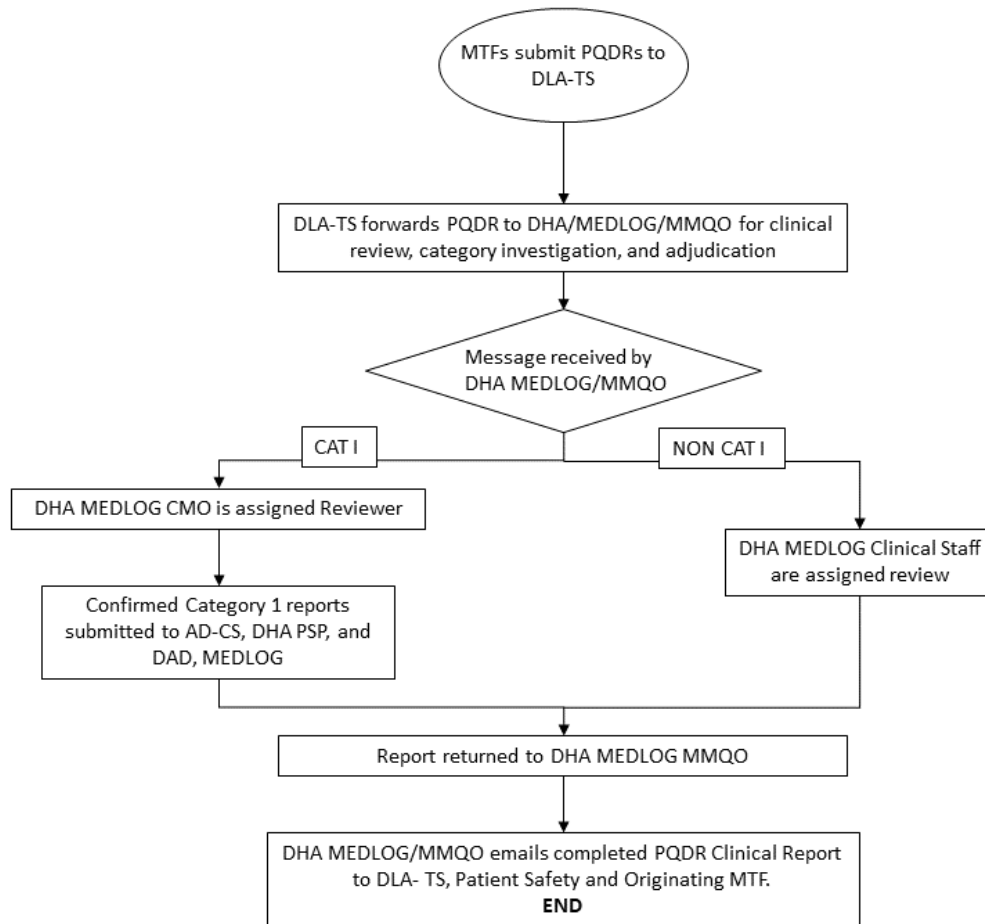 MTFs submit PQDRs to
DLA-TS
DLA-TS forwards PQDR to DHA/MEDLOG/MMQO for clinical
review, category investigation, and adjudication
Message received by
DHA MEDLOG/MMQO
CAT I
NON CAT I
DHA MEDLOG CMO is assigned Reviewer
DHA MEDLOG Clinical Staff
are assigned review
Confirmed Category 1 reports
submitted to AD-CS, DHA PSP, and
DAD, MEDLOG
Report returned to DHA MEDLOG MMQO
DHA MEDLOG/MMQO emails completed PQDR Clinical Report
to DLA- TS, Patient Safety and Originating MTF.
END